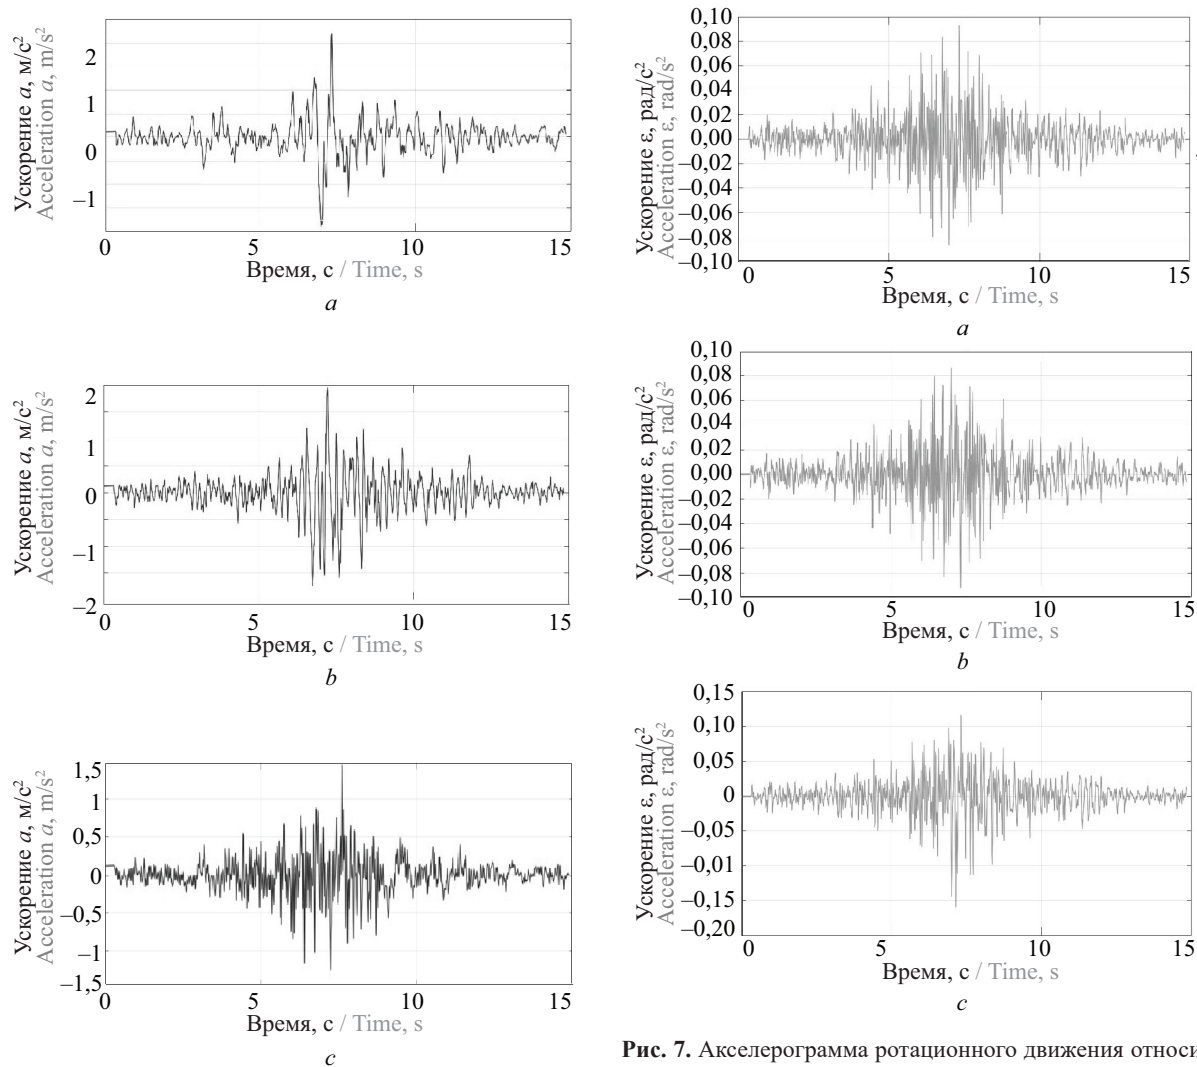 Ускорение a, м/с²
Acceleration a, m/s²
2
1
0
–1
0 5 10 15
Время, с / Time, s
a
Ускорение a, м/с²
Acceleration a, m/s²
2
1
0
–1
–2
0 5 10 15
Время, с / Time, s
b
Ускорение a, м/с²
Acceleration a, m/s²
1,5
1
0,5
0
–0,5
–1
–1,5
0 5 10 15
Время, с / Time, s
c
Ускорение ε, рад/с²
Acceleration ε, rad/s²
0,10
0,08
0,06
0,04
0,02
0,00
–0,02
–0,04
–0,06
–0,08
–0,10
0 5 10 15
Время, с / Time, s
a
Ускорение ε, рад/с²
Acceleration ε, rad/s²
0,10
0,08
0,06
0,04
0,02
0,00
–0,02
–0,04
–0,06
–0,08
–0,10
0 5 10 15
Время, с / Time, s
b
Ускорение ε, рад/с²
Acceleration ε, rad/s²
0,15
0,10
0,05
0
–0,05
–0,01
–0,15
–0,20
0 5 10 15
Время, с / Time, s
c
Рис. 7. Акселерограмма ротационного движения относи